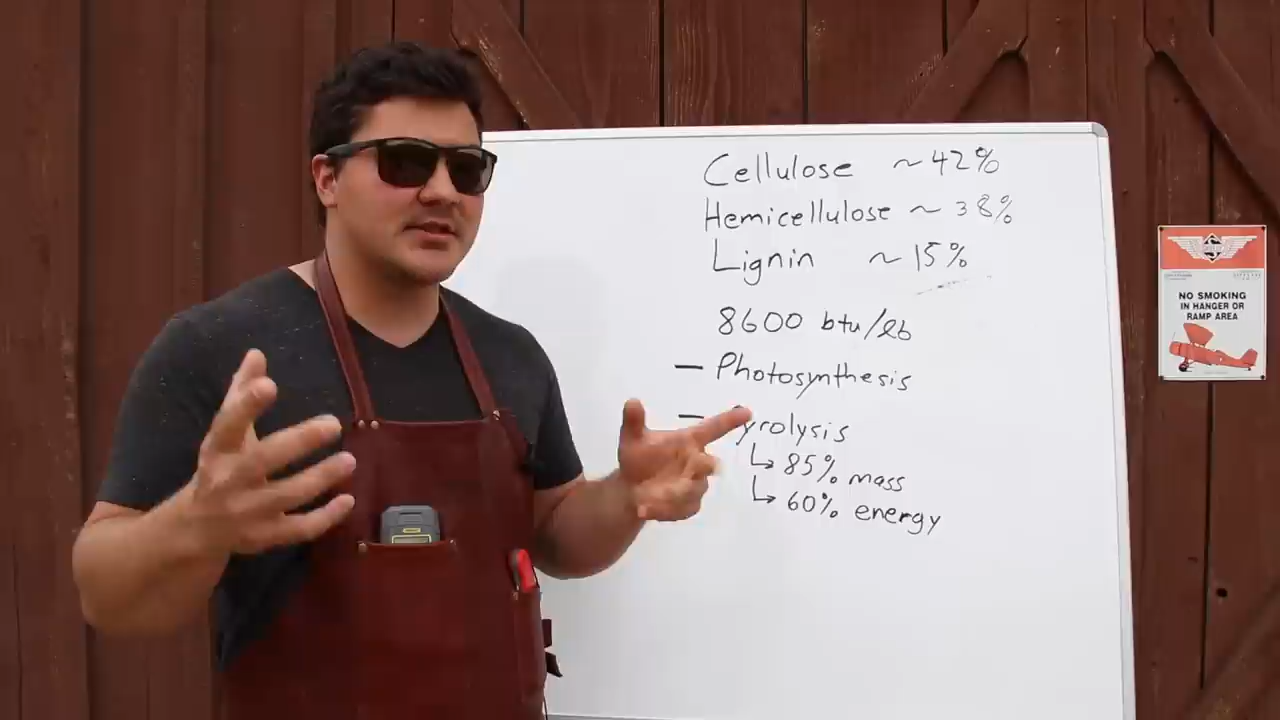 Cellulose ~42%
Hemicellulose ~38%
Lignin ~15%
8600 btu/lb
- Photosynthesis
- Pyrolysis
↳ 85% mass
↳ 60% energy
NO SMOKING
IN HANGER OR
RAMP AREA